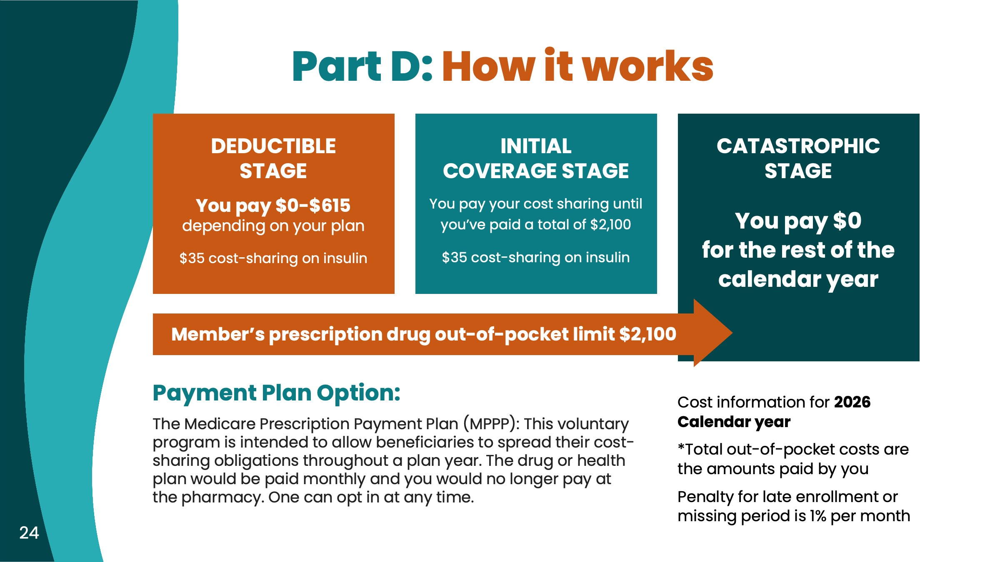 Part D: How it works
DEDUCTIBLE
STAGE
You pay $0-$615
depending on your plan
$35 cost-sharing on insulin
INITIAL
COVERAGE STAGE
You pay your cost sharing until
you’ve paid a total of $2,100
$35 cost-sharing on insulin
CATASTROPHIC
STAGE
You pay $0
for the rest of the
calendar year
Member’s prescription drug out-of-pocket limit $2,100
Payment Plan Option:
The Medicare Prescription Payment Plan (MPPP): This voluntary
program is intended to allow beneficiaries to spread their cost-
sharing obligations throughout a plan year. The drug or health
plan would be paid monthly and you would no longer pay at
the pharmacy. One can opt in at any time.
Cost information for 2026
Calendar year
*Total out-of-pocket costs are
the amounts paid by you
Penalty for late enrollment or
missing period is 1% per month
24